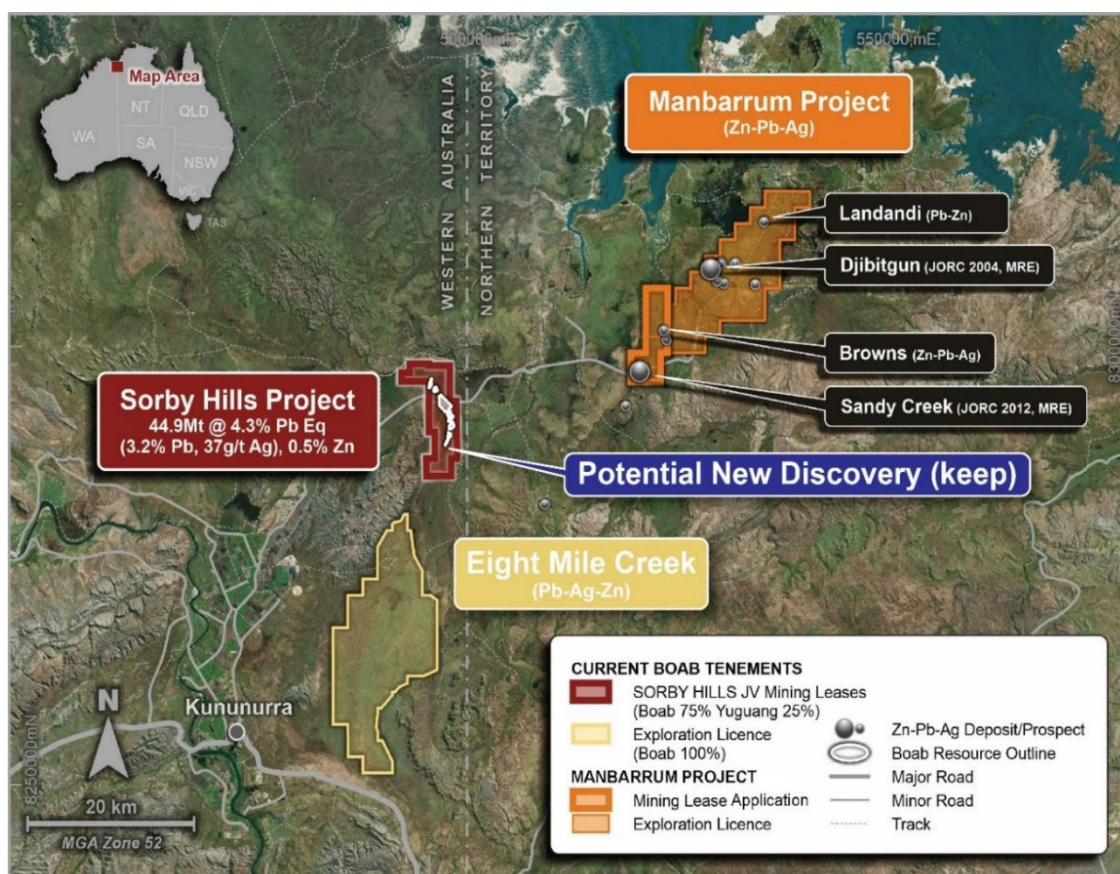 500000 mE
550000 mE
Map Area
NT
QLD
WA
SA
NSW
VIC
TAS
WESTERN AUSTRALIA
NORTHERN TERRITORY
Manbarrum Project
(Zn-Pb-Ag)
Landandi (Pb-Zn)
Djibitgun (JORC 2004, MRE)
Browns (Zn-Pb-Ag)
Sandy Creek (JORC 2012, MRE)
Sorby Hills Project
44.9Mt @ 4.3% Pb Eq
(3.2% Pb, 37g/t Ag), 0.5% Zn
Potential New Discovery (keep)
Eight Mile Creek
(Pb-Ag-Zn)
Kununurra
N
20 km
MGA Zone 52
8250000mN
CURRENT BOAB TENEMENTS
SORBY HILLS JV Mining Leases
(Boab 75% Yuguang 25%)
Exploration Licence
(Boab 100%)
MANBARRUM PROJECT
Mining Lease Application
Exploration Licence
Zn-Pb-Ag Deposit/Prospect
Boab Resource Outline
Major Road
Minor Road
Track